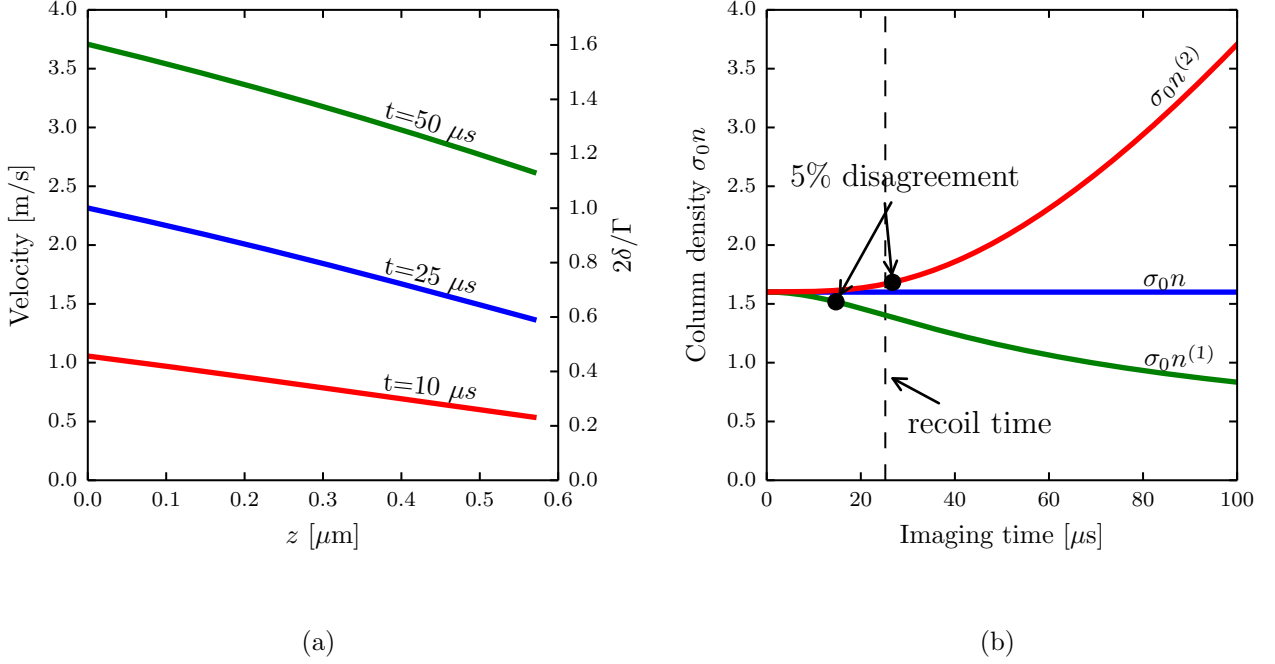 4.0
3.5
3.0
2.5
2.0
1.5
1.0
0.5
0.0
Velocity [m/s]
t=50 μs
t=25 μs
t=10 μs
1.6
1.4
1.2
1.0
0.8
0.6
0.4
0.2
0.0
2δ/Γ
0.0 0.1 0.2 0.3 0.4 0.5 0.6
z [μm]
(a)
4.0
3.5
3.0
2.5
2.0
1.5
1.0
0.5
0.0
Column density σ₀n
σ₀n⁽²⁾
5% disagreement
σ₀n
σ₀n⁽¹⁾
recoil time
0 20 40 60 80 100
Imaging time [μs]
(b)